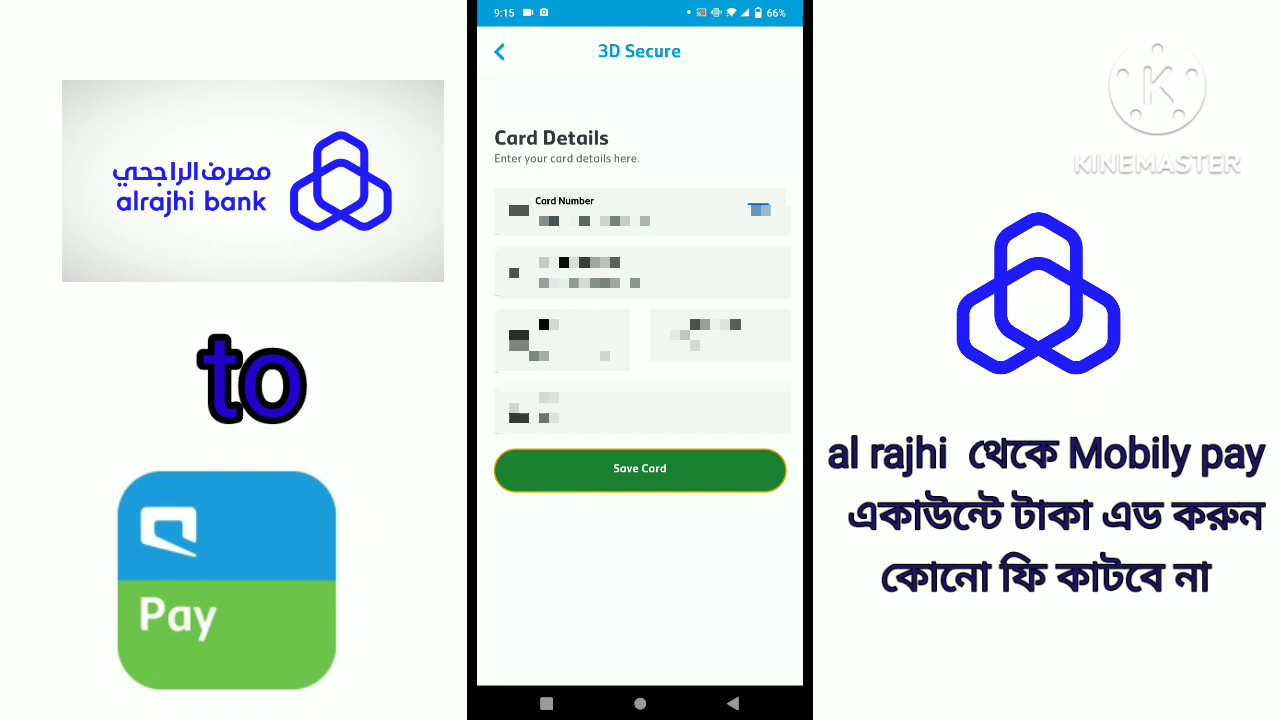 مصرف الراجحي
alrajhi bank
to
Pay
9:15
66%
3D Secure
Card Details
Enter your card details here.
Card Number
Save Card
KINEMASTER
al rajhi থেকে Mobily pay
একাউন্টে টাকা এড করুন
কোনো ফি কাটবে না